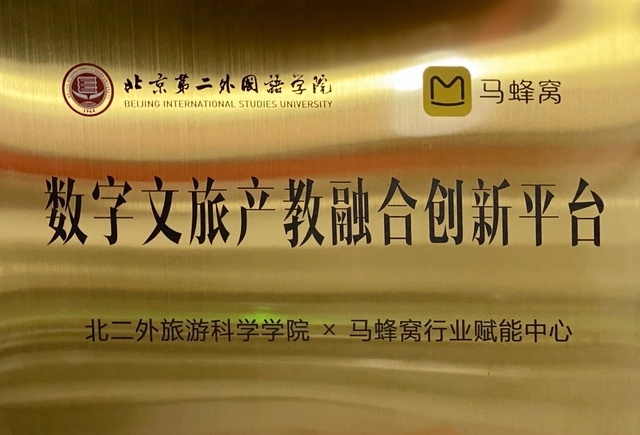 北京第二外國語学院 马蜂窝
BEIJING INTERNATIONAL STUDIES UNIVERSITY
数字文旅产教融合创新平台
北二外旅游科学学院 × 马蜂窝行业赋能中心